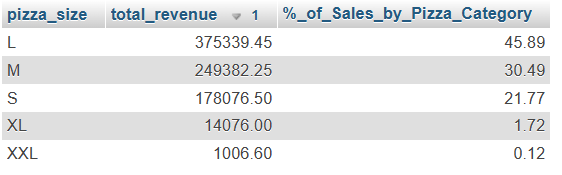 pizza_size total_revenue 1 %_of_Sales_by_Pizza_Category
L 375339.45 45.89
M 249382.25 30.49
S 178076.50 21.77
XL 14076.00 1.72
XXL 1006.60 0.12